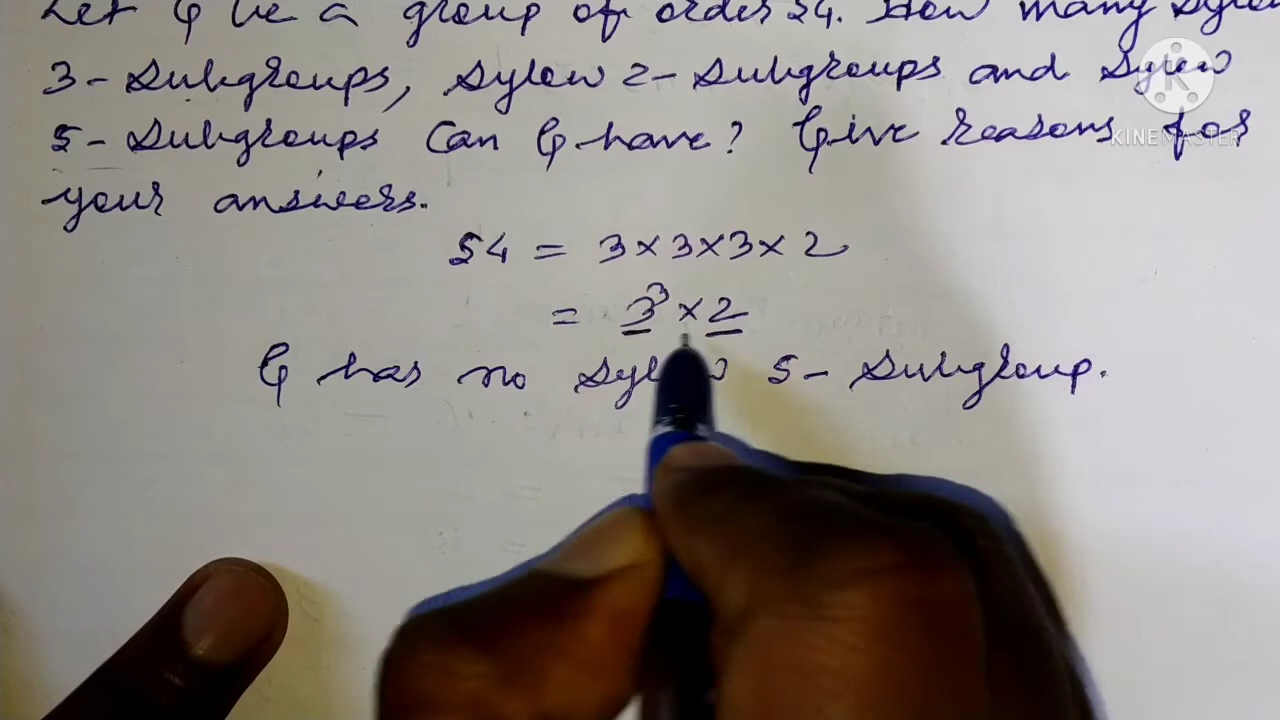 Let G be a group of order 54. How many Sylow
3-Subgroups, Sylow 2-Subgroups and Sylow
5-Subgroups Can G have? Give reasons for
your answers.
54 = 3×3×3×2
= 3³×2
G has no Sylow 5-Subgroup.
KINEMASTER